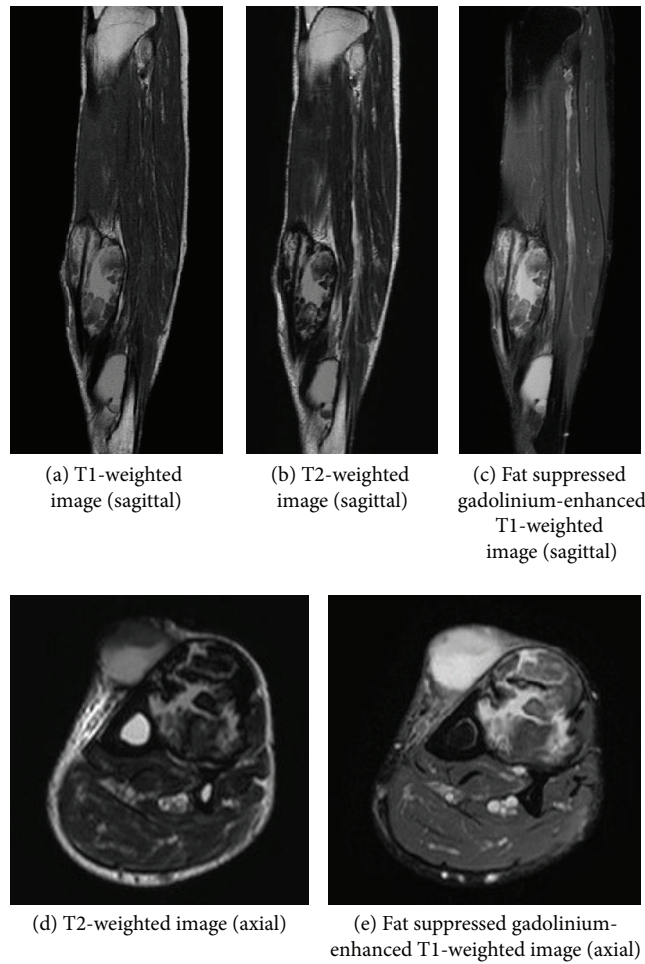 (a) T1-weighted
image (sagittal)
(b) T2-weighted
image (sagittal)
(c) Fat suppressed
gadolinium-enhanced
T1-weighted
image (sagittal)
(d) T2-weighted image (axial)
(e) Fat suppressed gadolinium-
enhanced T1-weighted image (axial)